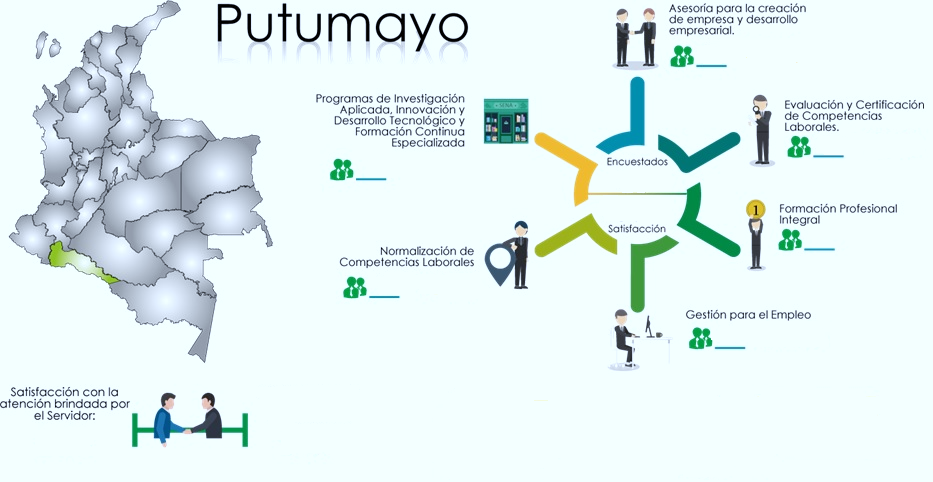 Putumayo
Asesoría para la creación
de empresa y desarrollo
empresarial.
Programas de Investigación
Aplicada, Innovación y
Desarrollo Tecnológico y
Formación Continua
Especializada
Evaluación y Certificación
de Competencias
Laborales.
Encuestados
Satisfacción
Formación Profesional
Integral
1
Normalización de
Competencias Laborales
Gestión para el Empleo
Satisfacción con la
atención brindada por
el Servidor: